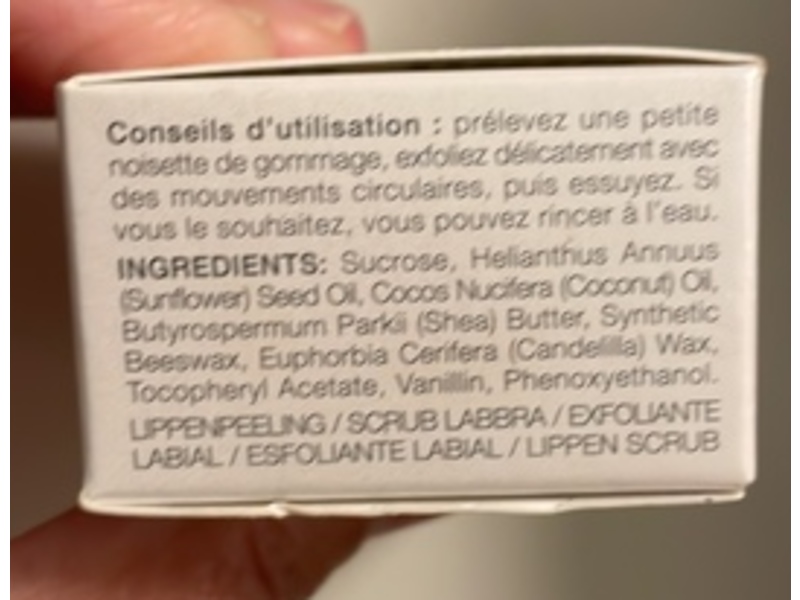 Conseils d'utilisation : prélevez une petite
noisette de gommage, exfoliez délicatement avec
des mouvements circulaires, puis essuyez. Si
vous le souhaitez, vous pouvez rincer à l'eau.
INGREDIENTS: Sucrose, Helianthus Annuus
(Sunflower) Seed Oil, Cocos Nucifera (Coconut) Oil,
Butyrospermum Parkii (Shea) Butter, Synthetic
Beeswax, Euphorbia Cerifera (Candelilla) Wax,
Tocopheryl Acetate, Vanillin, Phenoxyethanol.
LIPPENPEELING / SCRUB LABBRA / EXFOLIANTE
LABIAL / ESFOLIANTE LABIAL / LIPPEN SCRUB